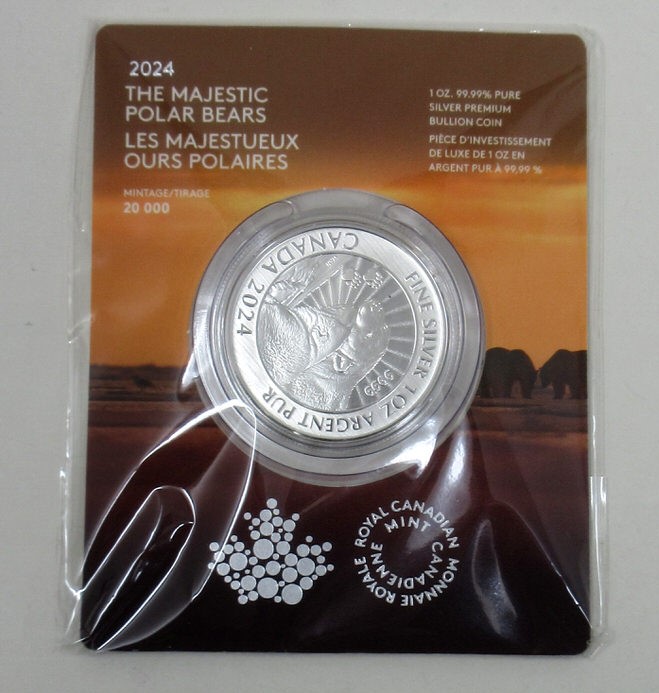 2024
THE MAJESTIC
POLAR BEARS
LES MAJESTUEUX
OURS POLAIRES
MINTAGE/TIRAGE
20 000
1 OZ. 99.99% PURE
SILVER PREMIUM
BULLION COIN
PIÈCE D'INVESTISSEMENT
DE LUXE DE 1 OZ EN
ARGENT PUR À 99,99 %
CANADA 2024
FINE SILVER 1 OZ ARGENT PUR
9999
ROYAL CANADIAN MINT
MONNAIE ROYALE CANADIENNE